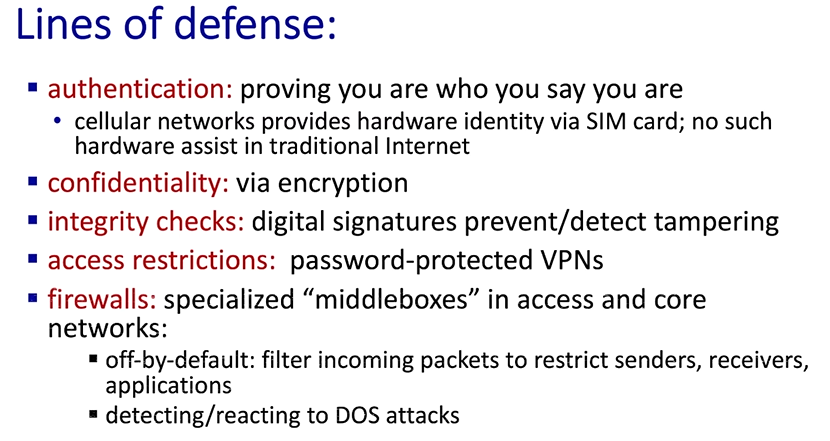 Lines of defense:
▪ authentication: proving you are who you say you are
• cellular networks provides hardware identity via SIM card; no such
hardware assist in traditional Internet
▪ confidentiality: via encryption
▪ integrity checks: digital signatures prevent/detect tampering
▪ access restrictions: password-protected VPNs
▪ firewalls: specialized “middleboxes” in access and core
networks:
▪ off-by-default: filter incoming packets to restrict senders, receivers,
applications
▪ detecting/reacting to DOS attacks